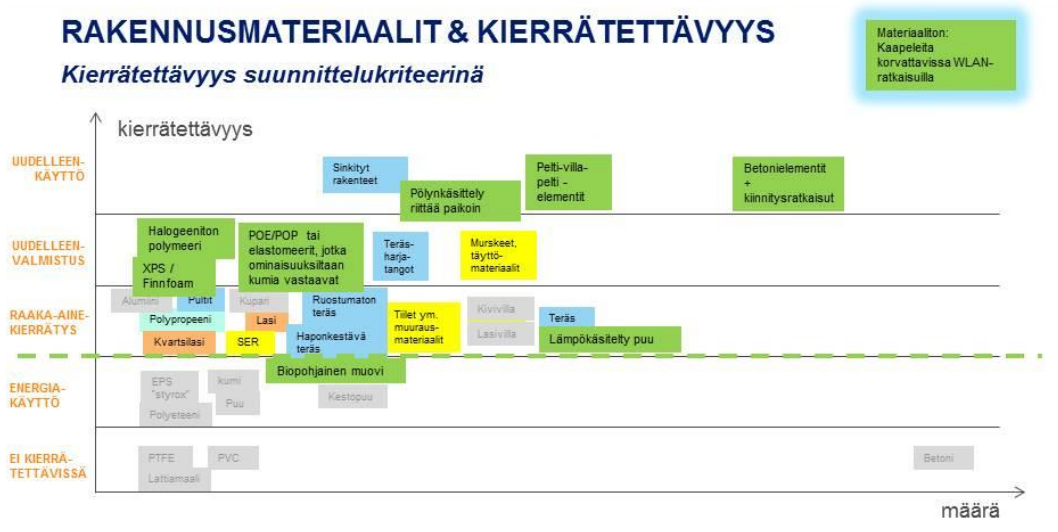 RAKENNUSMATERIAALIT & KIERRÄTETTÄVYYS
Kierrätettävyys suunnittelukriteerinä
Materiaaliton:
Kaapeleita
korvattavissa WLAN-
ratkaisuilla
kierrätettävyys
UUDELLEEN-
KÄYTTÖ
Sinkityt
rakenteet
Pölynkäsittely
riittää paikoin
Pelti-villa-
pelti -
elementit
Betonielementit
+
kiinnitysratkaisut
UUDELLEEN-
VALMISTUS
Halogeeniton
polymeeri
XPS /
Finnfoam
POE/POP tai
elastomeerit, jotka
ominaisuuksiltaan
kumia vastaavat
Teräs-
harja-
tangot
Murskeet,
täyttö-
materiaalit
RAAKA-AINE-
KIERRÄTYS
Alumiini
Pultit
Kupari
Ruostumaton
teräs
Polypropeeni
Lasi
Kvartsilasi
SER
Haponkestävä
teräs
Tiilet ym.
muuraus-
materiaalit
Kivivilla
Lasivilla
Teräs
Lämpökäsitelty puu
ENERGIA-
KÄYTTÖ
EPS
"styrox"
kumi
Biopohjainen muovi
Polyeteeni
Puu
Kestopuu
EI KIERRÄ-
TETTÄVISSÄ
PTFE
PVC
Lattiamaali
Betoni
määrä